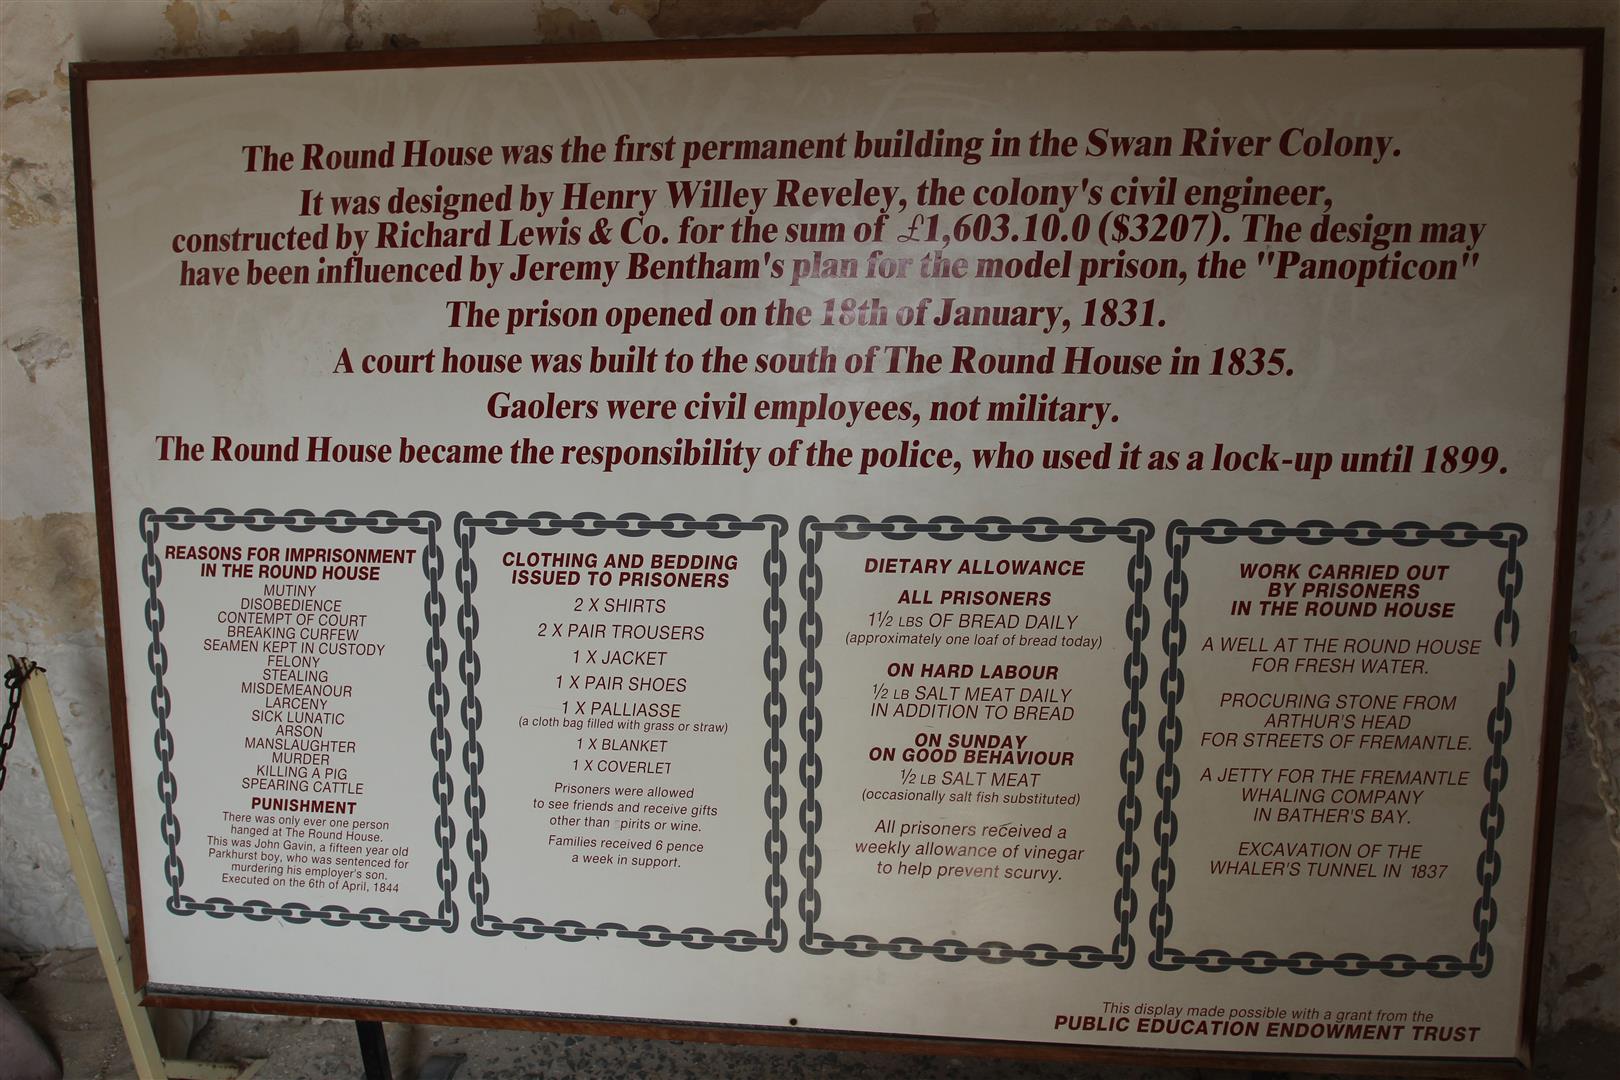 The Round House was the first permanent building in the Swan River Colony.
It was designed by Henry Willey Reveley, the colony's civil engineer,
constructed by Richard Lewis & Co. for the sum of £1,603.10.0 ($3207). The design may
have been influenced by Jeremy Bentham's plan for the model prison, the "Panopticon"
The prison opened on the 18th of January, 1831.
A court house was built to the south of The Round House in 1835.
Gaolers were civil employees, not military.
The Round House became the responsibility of the police, who used it as a lock-up until 1899.
REASONS FOR IMPRISONMENT
IN THE ROUND HOUSE
MUTINY
DISOBEDIENCE
CONTEMPT OF COURT
BREAKING CURFEW
SEAMEN KEPT IN CUSTODY
FELONY
STEALING
MISDEMEANOUR
LARCENY
SICK LUNATIC
ARSON
MANSLAUGHTER
MURDER
KILLING A PIG
SPEARING CATTLE
PUNISHMENT
There was only ever one person
hanged at The Round House.
This was John Gavin, a fifteen year old
Parkhurst boy, who was sentenced for
murdering his employer's son.
Executed on the 6th of April, 1844
CLOTHING AND BEDDING
ISSUED TO PRISONERS
2 X SHIRTS
2 X PAIR TROUSERS
1 X JACKET
1 X PAIR SHOES
1 X PALLIASSE
(a cloth bag filled with grass or straw)
1 X BLANKET
1 X COVERLET
Prisoners were allowed
to see friends and receive gifts
other than spirits or wine.
Families received 6 pence
a week in support.
DIETARY ALLOWANCE
ALL PRISONERS
1½ LBS OF BREAD DAILY
(approximately one loaf of bread today)
ON HARD LABOUR
½ LB SALT MEAT DAILY
IN ADDITION TO BREAD
ON SUNDAY
ON GOOD BEHAVIOUR
½ LB SALT MEAT
(occasionally salt fish substituted)
All prisoners received a
weekly allowance of vinegar
to help prevent scurvy.
WORK CARRIED OUT
BY PRISONERS
IN THE ROUND HOUSE
A WELL AT THE ROUND HOUSE
FOR FRESH WATER.
PROCURING STONE FROM
ARTHUR'S HEAD
FOR STREETS OF FREMANTLE.
A JETTY FOR THE FREMANTLE
WHALING COMPANY
IN BATHER'S BAY.
EXCAVATION OF THE
WHALER'S TUNNEL IN 1837
This display made possible with a grant from the
PUBLIC EDUCATION ENDOWMENT TRUST